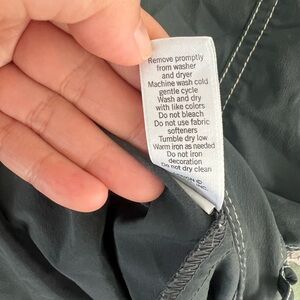 Remove promptly
from washer
and dryer
Machine wash cold
gentle cycle
Wash and dry
with like colors
Do not bleach
Do not use fabric
softeners
Tumble dry low
Warm iron as needed
Do not iron
decoration
Do not dry clean
©
INC.